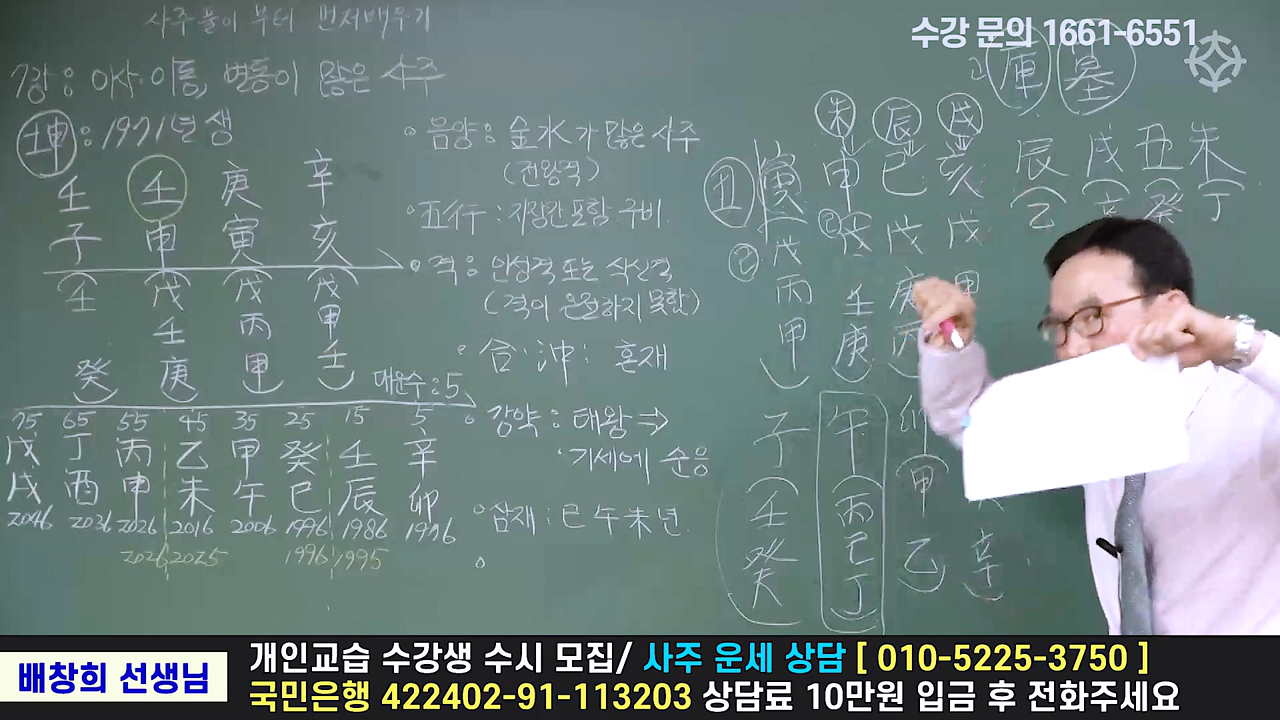 사주풀이 부터 먼저배우기
수강 문의 1661-6551
7강 : 이사.이동, 변동이 많은 사주
坤 : 1971년생
壬 壬 庚 辛
子 申 寅 亥
壬 戊 戊 戊
壬 丙 甲
癸 庚 甲 壬
대운수 : 5
75 65 55 45 35 25 15 5
戊 丁 丙 乙 甲 癸 壬 辛
戌 酉 申 未 午 巳 辰 卯
2046 2036 2026 2016 2006 1996 1986 1976
2026 2025 1996 1995
음양 : 金水가 많은 사주
(전왕격)
五行 : 지장간 포함 구비.
격 : 인성격 또는 식신격
(격이 온전하지 못함)
合·沖 : 혼재
강약 : 태왕 ⇒
기세에 순응
삼재 : 巳午未년.
庫 墓
未 辰 戌
丑 寅 申 巳 亥
戊 戊 戊 戊
丙 壬 庚 甲
甲 庚 丙
辰 戌 丑 未
乙 辛 癸 丁
子 午 卯
壬 丙 甲
己
癸 丁 乙 辛
배창희 선생님
개인교습 수강생 수시 모집/ 사주 운세 상담 [ 010-5225-3750 ]
국민은행 422402-91-113203 상담료 10만원 입금 후 전화주세요